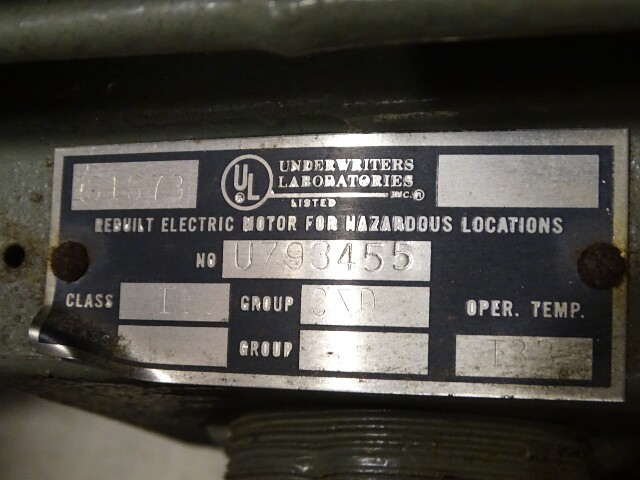 51573
UL
®
UNDERWRITERS
LABORATORIES
INC.®
LISTED
REBUILT ELECTRIC MOTOR FOR HAZARDOUS LOCATIONS
NO U793455
CLASS GROUP OPER. TEMP.
GROUP